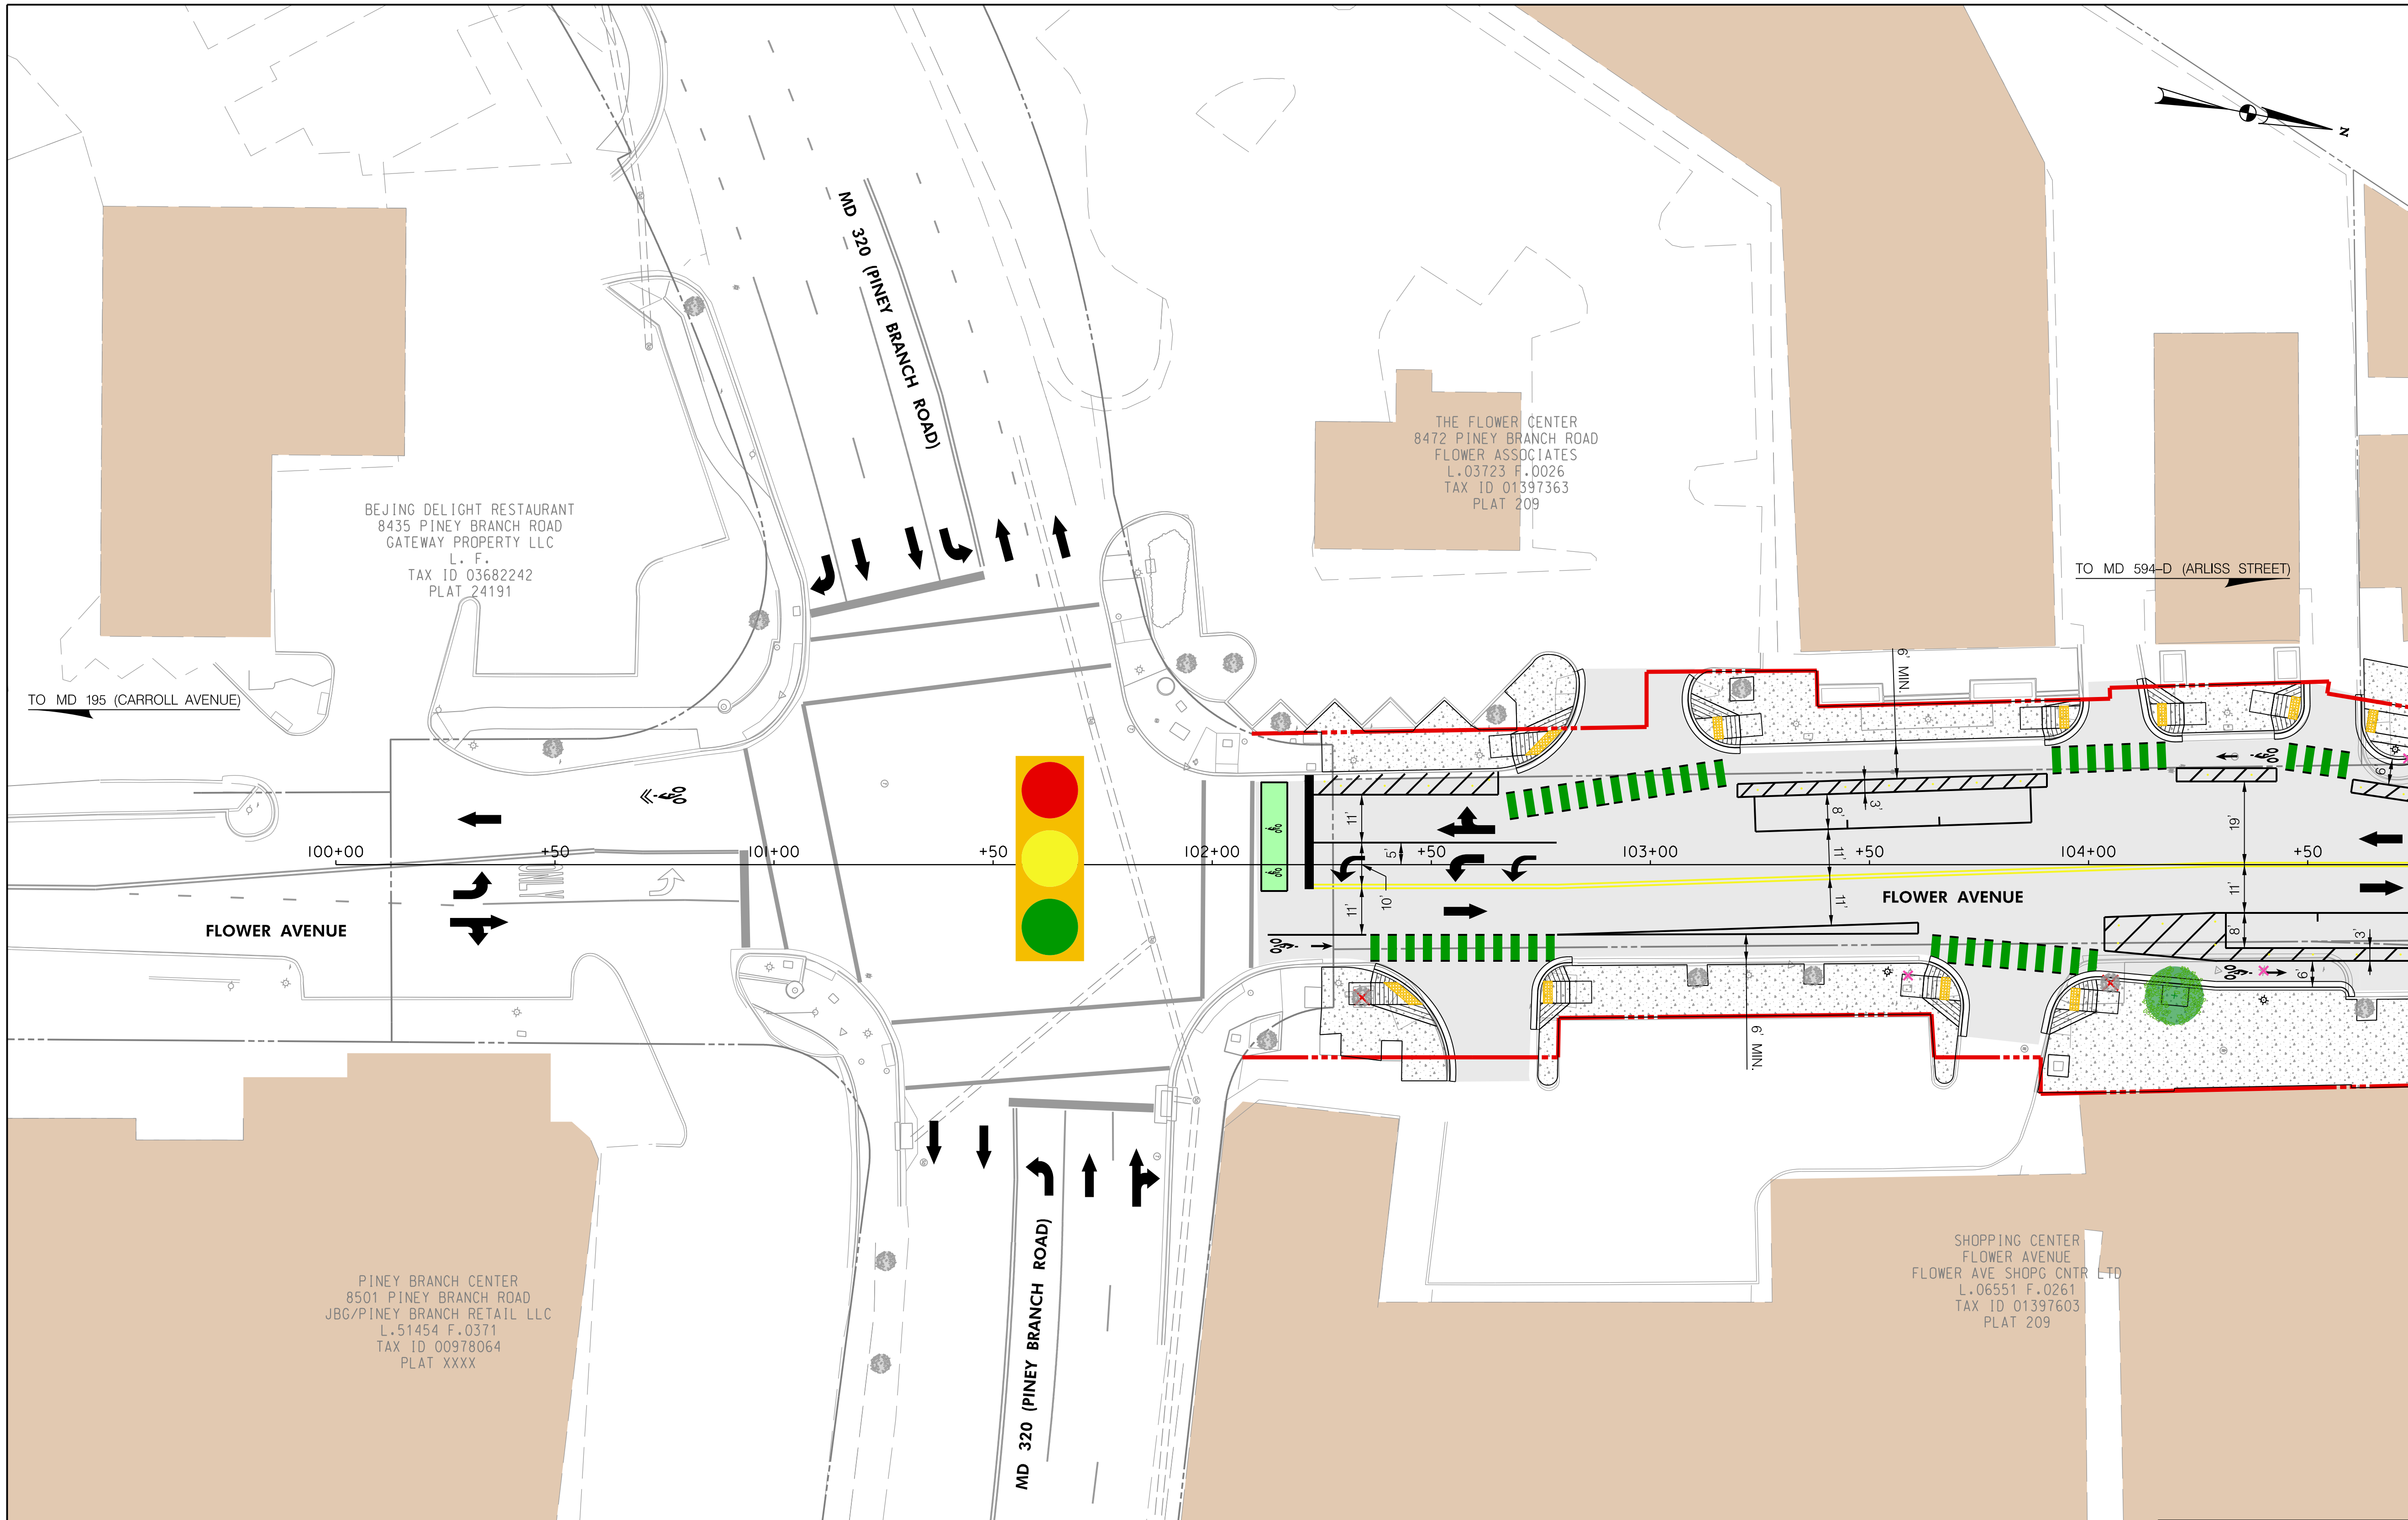 N
MD 320 (PINEY BRANCH ROAD)
THE FLOWER CENTER
8472 PINEY BRANCH ROAD
FLOWER ASSOCIATES
L.03723 F.0026
TAX ID 01397363
PLAT 209
BEJING DELIGHT RESTAURANT
8435 PINEY BRANCH ROAD
GATEWAY PROPERTY LLC
L. F.
TAX ID 03682242
PLAT 24191
TO MD 594-D (ARLISS STREET)
TO MD 195 (CARROLL AVENUE)
6' MIN.
6'
3'
8'
11'
19'
100+00
+50
101+00
+50
102+00
+50
103+00
+50
104+00
+50
5'
11'
ONLY
10'
11'
11'
11'
FLOWER AVENUE
FLOWER AVENUE
8'
3'
6'
6' MIN.
MD 320 (PINEY BRANCH ROAD)
PINEY BRANCH CENTER
8501 PINEY BRANCH ROAD
JBG/PINEY BRANCH RETAIL LLC
L.51454 F.0371
TAX ID 00978064
PLAT XXXX
SHOPPING CENTER
FLOWER AVENUE
FLOWER AVE SHOPG CNTR LTD
L.06551 F.0261
TAX ID 01397603
PLAT 209